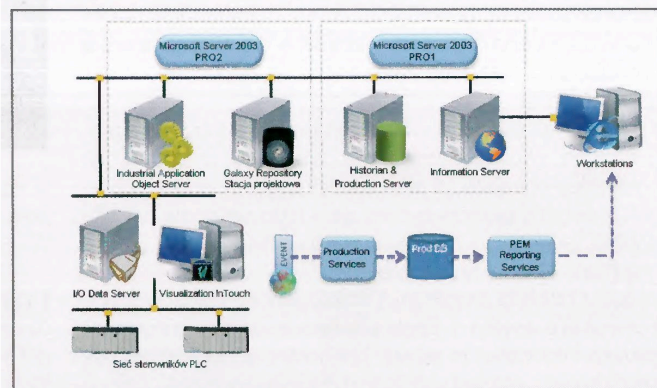 Microsoft Server 2003
PRO2
Microsoft Server 2003
PRO1
Industrial Application
Object Server
Galaxy Repository
Stacja projektowa
Historian &
Production Server
Information Server
Workstations
I/O Data Server
Visualization InTouch
EVENT
Production
Services
Prod DB
PEM
Reporting
Services
Sieć sterowników PLC